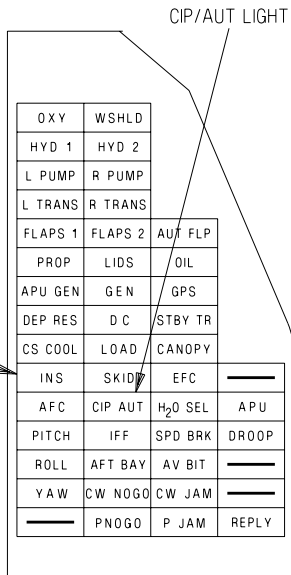 CIP/AUT LIGHT
OXY WSHLD
HYD 1 HYD 2
L PUMP R PUMP
L TRANS R TRANS
FLAPS 1 FLAPS 2 AUT FLP
PROP LIDS OIL
APU GEN GEN GPS
DEP RES D C STBY TR
CS COOL LOAD CANOPY
INS SKID EFC
AFC CIP AUT H₂O SEL APU
PITCH IFF SPD BRK DROOP
ROLL AFT BAY AV BIT
YAW CW NOGO CW JAM
PNOGO P JAM REPLY